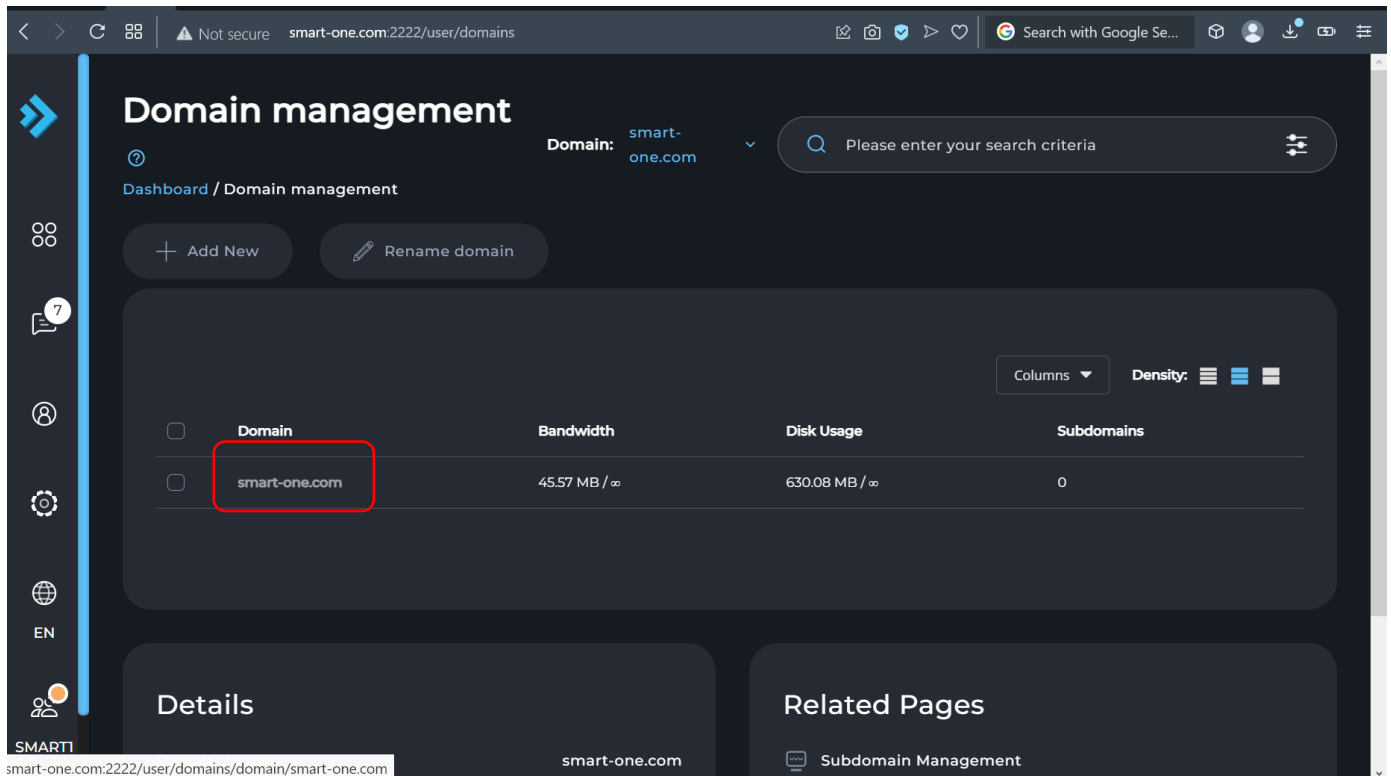 Not secure smart-one.com:2222/user/domains
Search with Google Se...
Domain management
Domain: smart-one.com
Please enter your search criteria
Dashboard / Domain management
Add New
Rename domain
7
Columns
Density:
Domain Bandwidth Disk Usage Subdomains
smart-one.com 45.57 MB / ∞ 630.08 MB / ∞ 0
EN
Details
Related Pages
SMART1
smart-one.com
Subdomain Management
smart-one.com:2222/user/domains/domain/smart-one.com